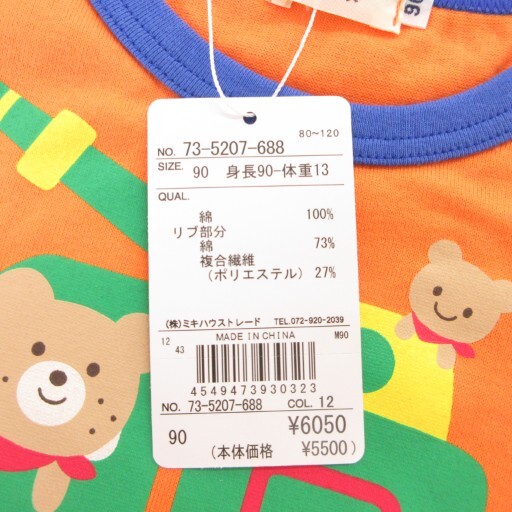 90
80~120
NO. 73-5207-688
SIZE. 90 身長90-体重13
QUAL.
綿 100%
リブ部分
綿 73%
複合繊維
(ポリエステル) 27%
(株)ミキハウストレード TEL.072-920-2039
MADE IN CHINA
12 43 M90
4549473930323
NO. 73-5207-688 COL. 12
¥6050
90 (本体価格 ¥5500)